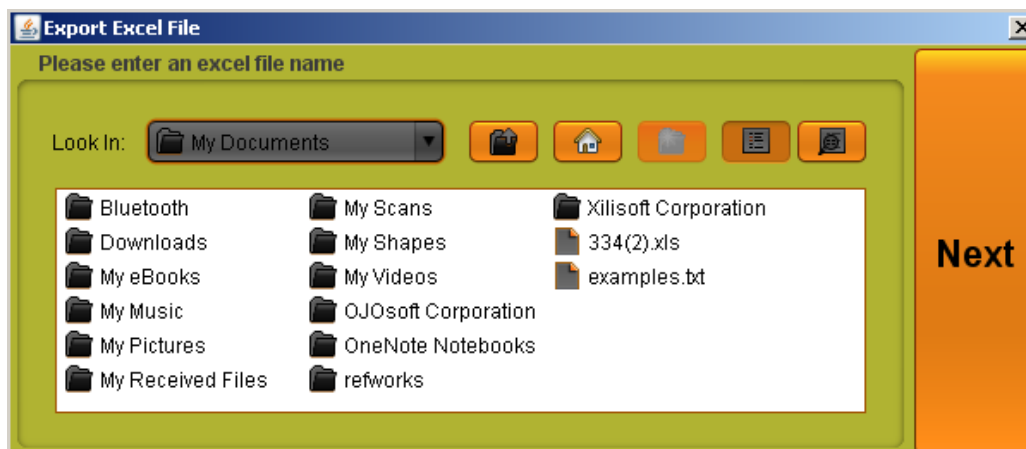 Export Excel File
Please enter an excel file name
Look In: My Documents
Bluetooth My Scans Xilisoft Corporation
Downloads My Shapes 334(2).xls
My eBooks My Videos examples.txt
My Music OJOsoft Corporation
My Pictures OneNote Notebooks
My Received Files refworks
Next